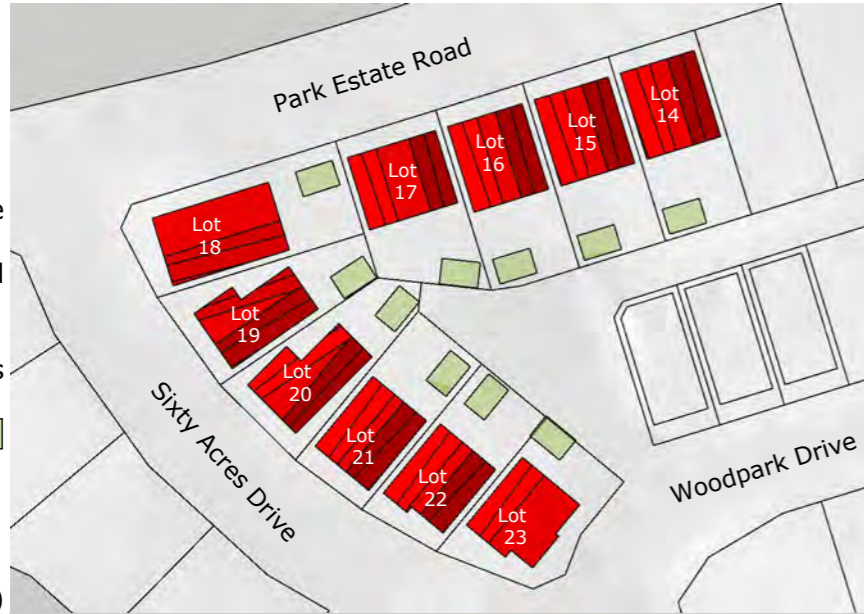 Park Estate Road
Lot
14
Lot
15
Lot
16
Lot
17
Lot
18
Lot
19
Lot
20
Lot
21
Lot
22
Lot
23
Sixty Acres Drive
Woodpark Drive